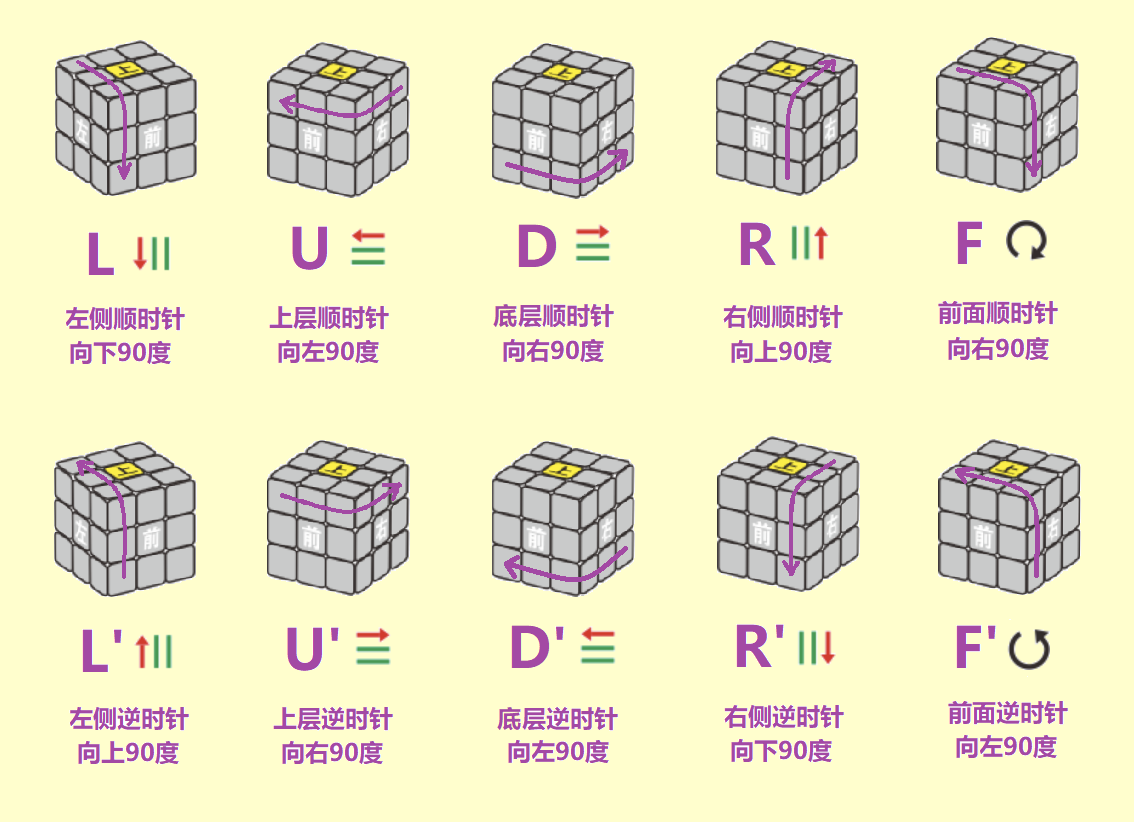 上
左
前
上
前
右
上
前
右
上
前
右
上
前
右
L
U
D
R
F
左侧顺时针
向下90度
上层顺时针
向左90度
底层顺时针
向右90度
右侧顺时针
向上90度
前面顺时针
向右90度
上
左
前
上
前
右
上
前
右
上
前
右
上
前
右
L'
U'
D'
R'
F'
左侧逆时针
向上90度
上层逆时针
向右90度
底层逆时针
向左90度
右侧逆时针
向下90度
前面逆时针
向左90度